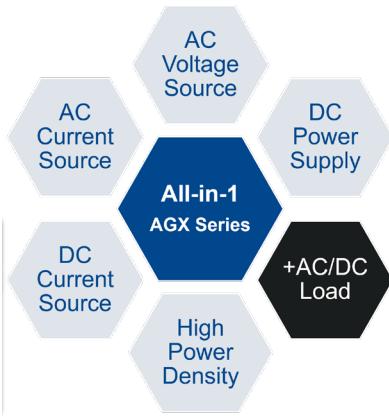 AC
Voltage
Source
AC
Current
Source
DC
Power
Supply
All-in-1
AGX Series
DC
Current
Source
+AC/DC
Load
High
Power
Density